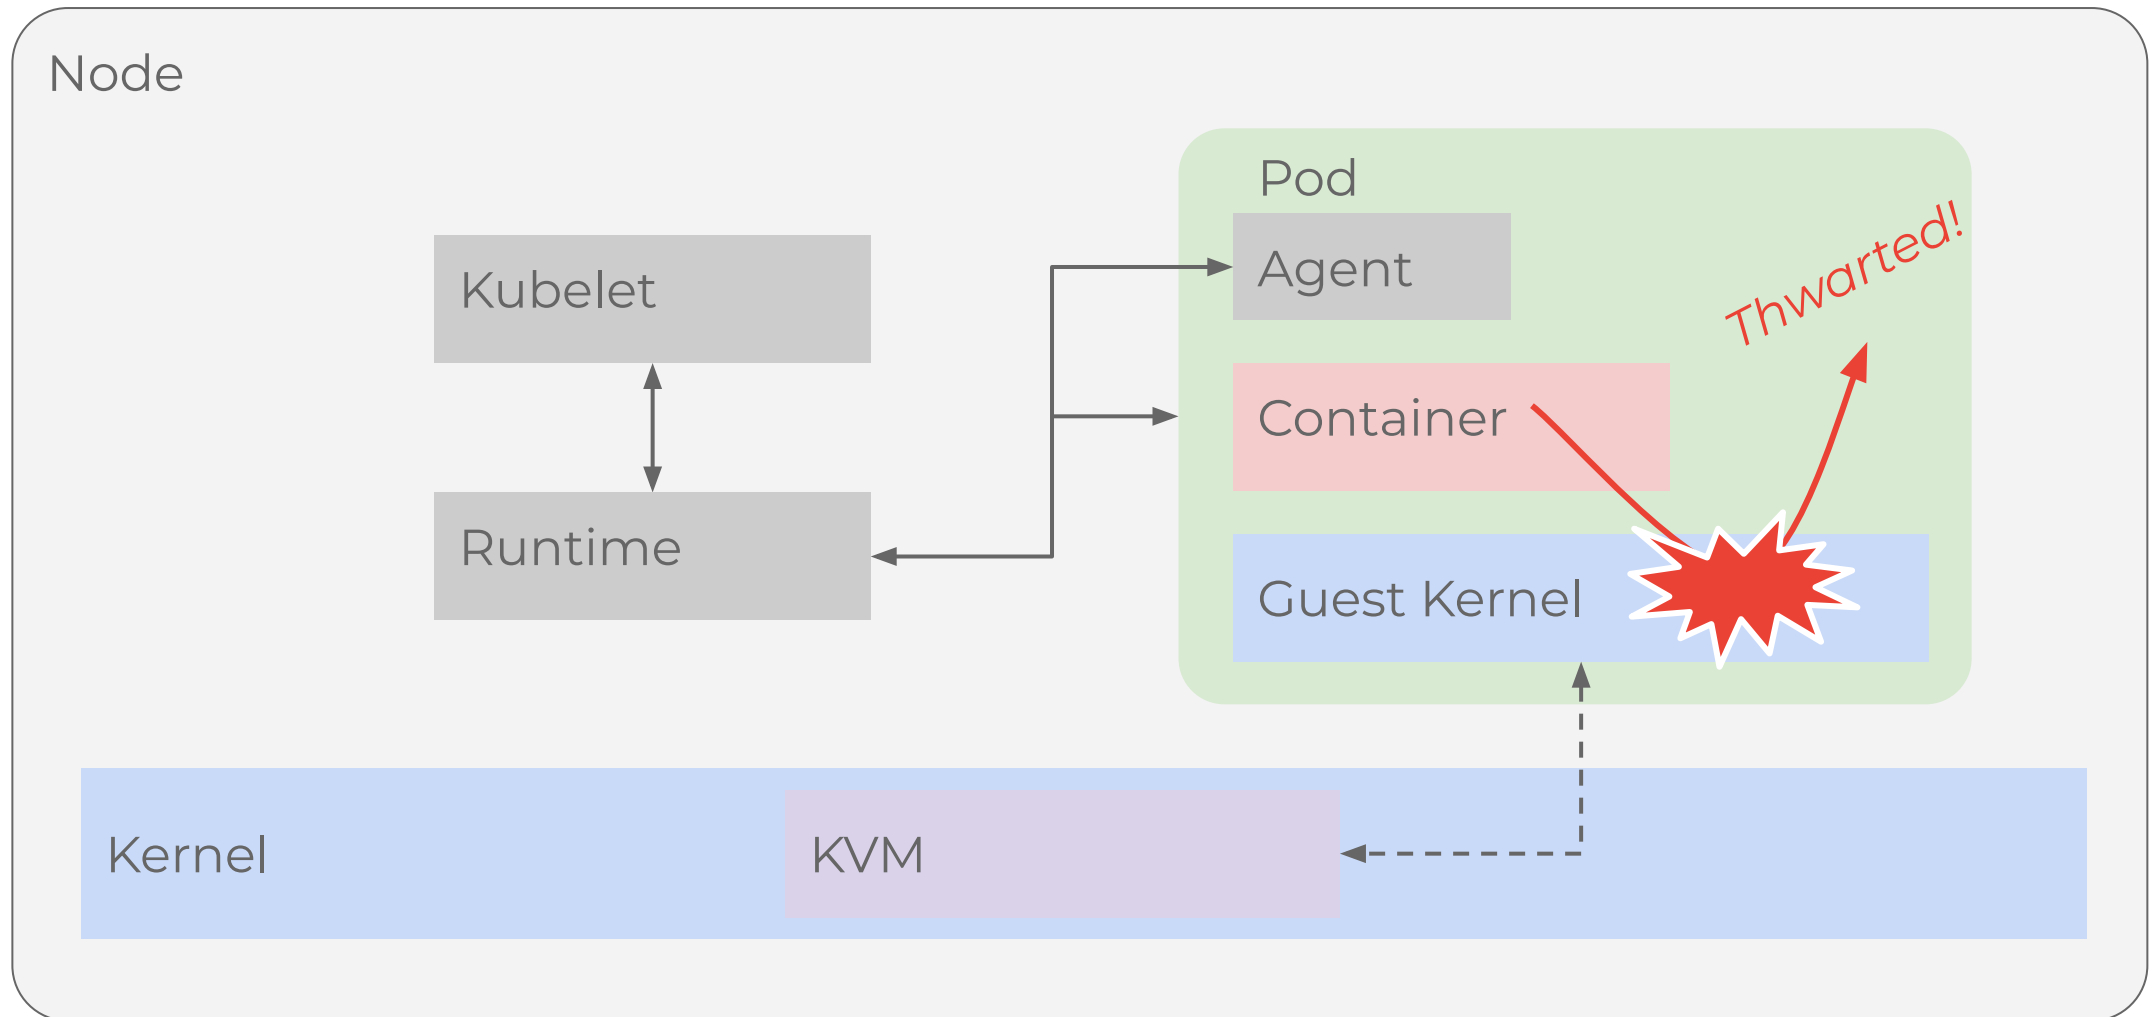 Node
Pod
Agent
Thwarted!
Kubelet
Container
Runtime
Guest Kernel
Kernel
KVM